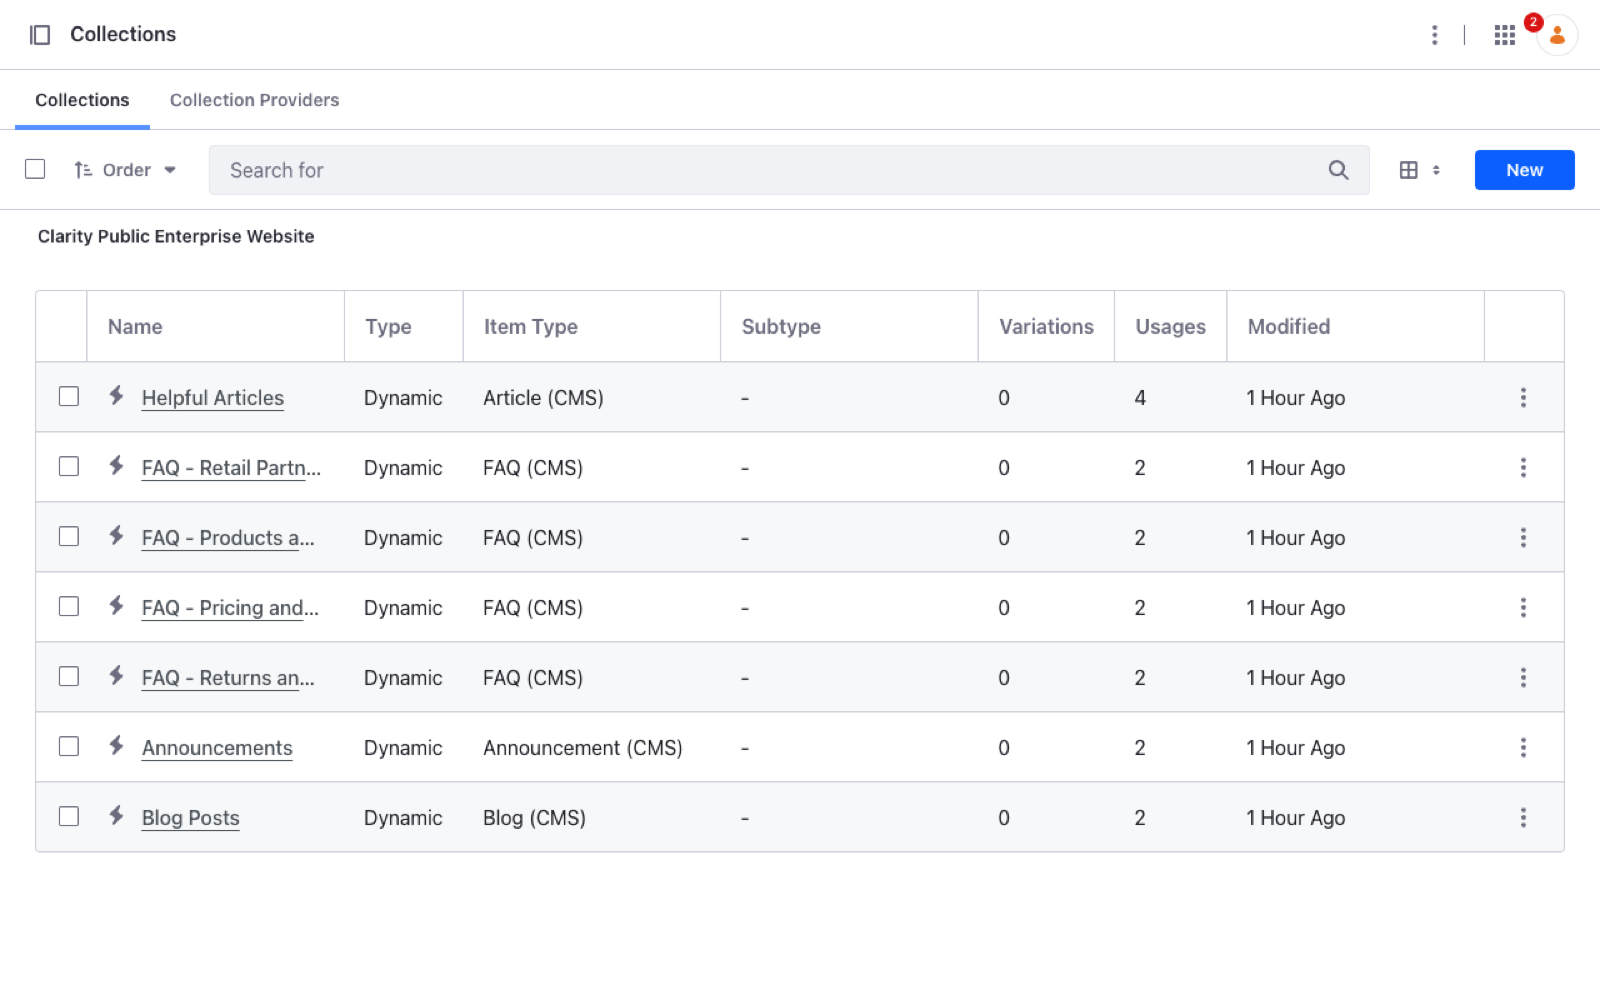 Collections
2
Collections Collection Providers
Order Search for New
Clarity Public Enterprise Website
Name Type Item Type Subtype Variations Usages Modified
Helpful Articles Dynamic Article (CMS) - 0 4 1 Hour Ago
FAQ - Retail Partn... Dynamic FAQ (CMS) - 0 2 1 Hour Ago
FAQ - Products a... Dynamic FAQ (CMS) - 0 2 1 Hour Ago
FAQ - Pricing and... Dynamic FAQ (CMS) - 0 2 1 Hour Ago
FAQ - Returns an... Dynamic FAQ (CMS) - 0 2 1 Hour Ago
Announcements Dynamic Announcement (CMS) - 0 2 1 Hour Ago
Blog Posts Dynamic Blog (CMS) - 0 2 1 Hour Ago